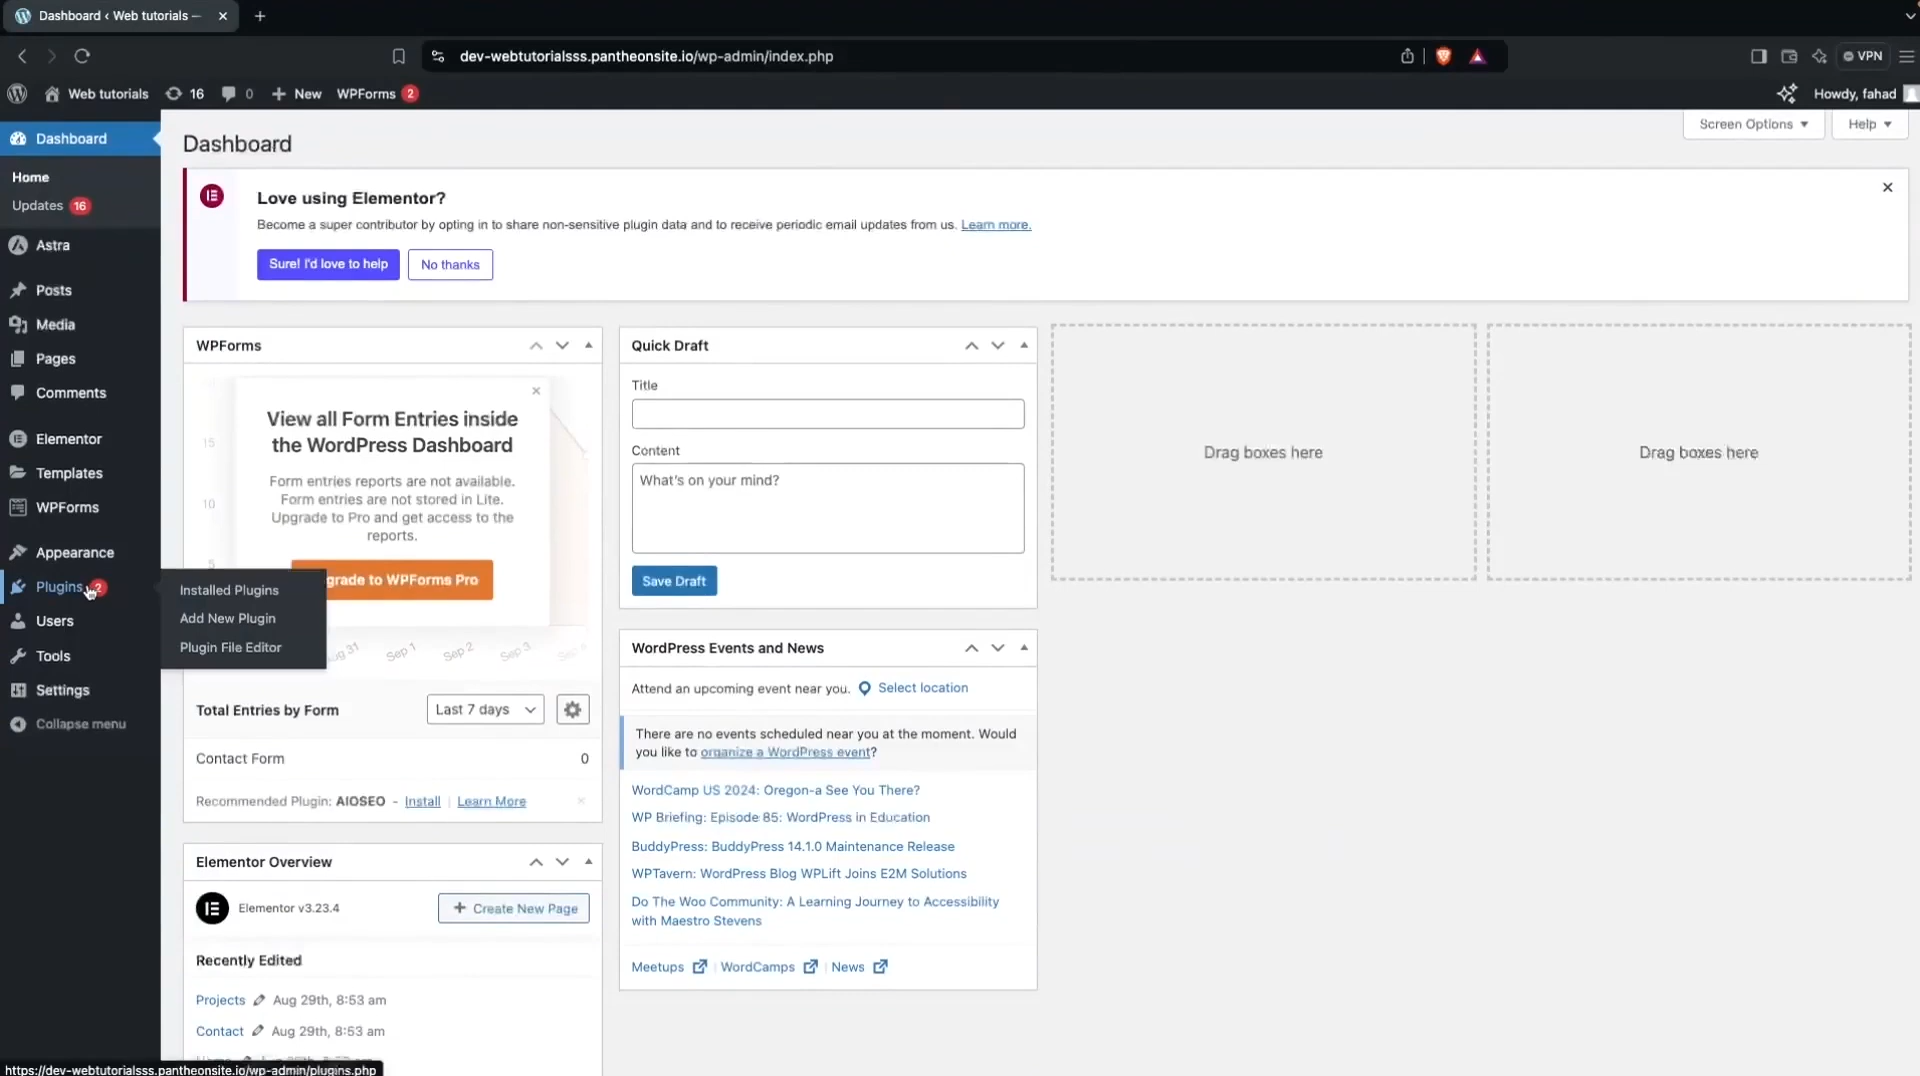 Dashboard ‹ Web tutorials —
dev-webtutorialsss.pantheonsite.io/wp-admin/index.php
VPN
Web tutorials
16
0
New
WPForms 2
Howdy, fahad
Dashboard
Home
Updates 16
Astra
Posts
Media
Pages
Comments
Elementor
Templates
WPForms
Appearance
Plugins 2
Users
Tools
Settings
Collapse menu
Installed Plugins
Add New Plugin
Plugin File Editor
Dashboard
Screen Options
Help
Love using Elementor?
Become a super contributor by opting in to share non-sensitive plugin data and to receive periodic email updates from us. Learn more.
Sure! I'd love to help
No thanks
WPForms
View all Form Entries inside
the WordPress Dashboard
Form entries reports are not available.
Form entries are not stored in Lite.
Upgrade to Pro and get access to the
reports.
grade to WPForms Pro
15
10
5
Aug 31
Sep 1
Sep 2
Sep 3
Total Entries by Form
Last 7 days
Contact Form
0
Recommended Plugin: AIOSEO - Install | Learn More
Elementor Overview
Elementor v3.23.4
Create New Page
Recently Edited
Projects Aug 29th, 8:53 am
Contact Aug 29th, 8:53 am
Quick Draft
Title
Content
What's on your mind?
Save Draft
WordPress Events and News
Attend an upcoming event near you. Select location
There are no events scheduled near you at the moment. Would
you like to organize a WordPress event?
WordCamp US 2024: Oregon-a See You There?
WP Briefing: Episode 85: WordPress in Education
BuddyPress: BuddyPress 14.1.0 Maintenance Release
WPTavern: WordPress Blog WPLift Joins E2M Solutions
Do The Woo Community: A Learning Journey to Accessibility
with Maestro Stevens
Meetups | WordCamps | News
Drag boxes here
Drag boxes here
https://dev-webtutorialsss.pantheonsite.io/wp-admin/plugins.php